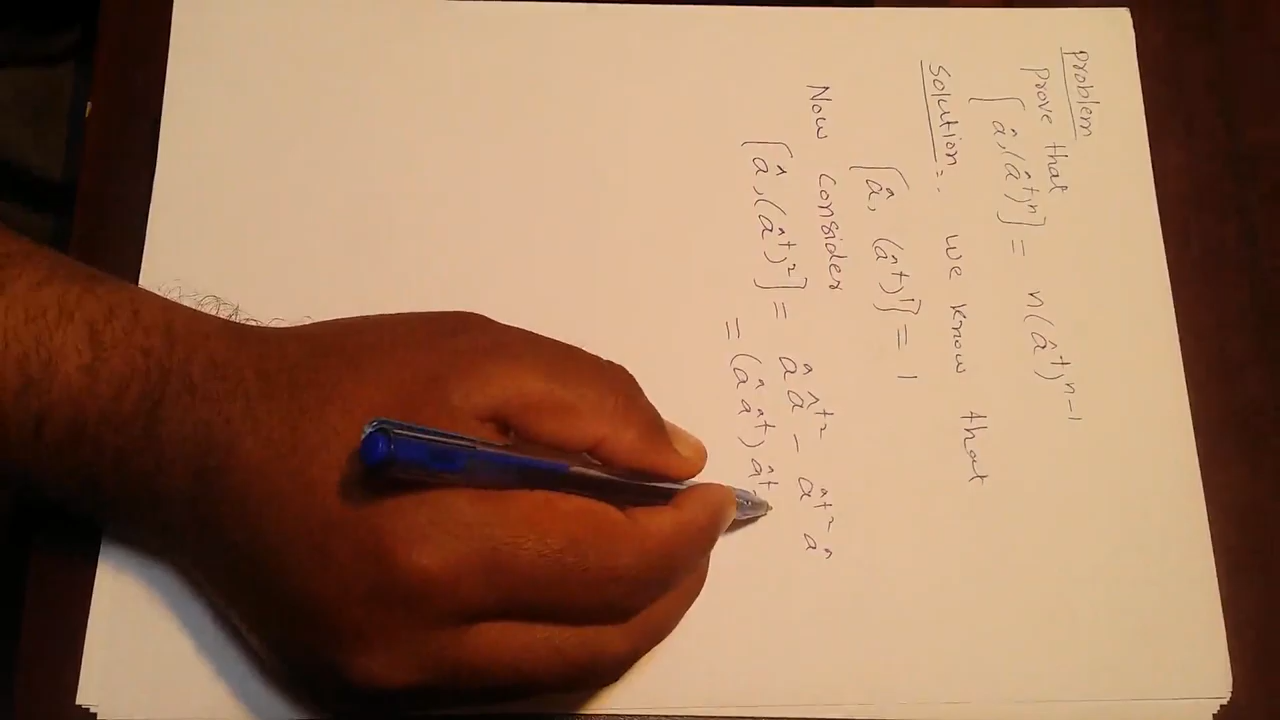 Problem
Prove that
[â, (â†)ⁿ] = n(â†)ⁿ⁻¹
Solution:- We know that
[â, (â†)¹] = 1
Now consider
[â, (â†)²] = â â†² - â†² â
= (â â†) â†